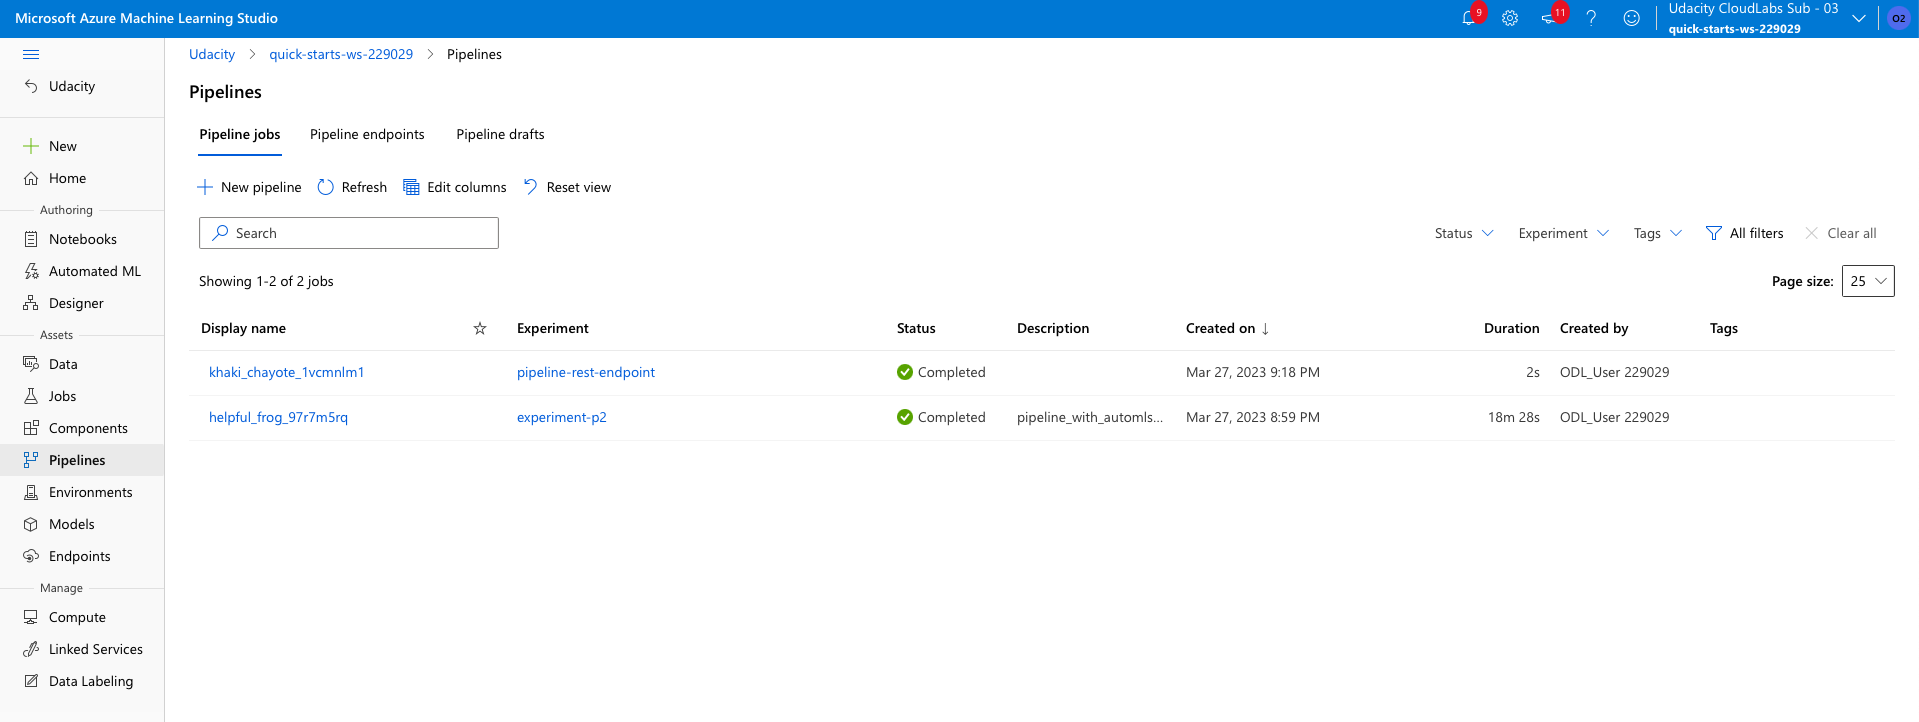 Microsoft Azure Machine Learning Studio
9
11
Udacity CloudLabs Sub - 03
quick-starts-ws-229029
O2
Udacity
New
Home
Authoring
Notebooks
Automated ML
Designer
Assets
Data
Jobs
Components
Pipelines
Environments
Models
Endpoints
Manage
Compute
Linked Services
Data Labeling
Udacity > quick-starts-ws-229029 > Pipelines
Pipelines
Pipeline jobs Pipeline endpoints Pipeline drafts
New pipeline Refresh Edit columns Reset view
Search
Status Experiment Tags All filters Clear all
Showing 1-2 of 2 jobs
Page size: 25
Display name Experiment Status Description Created on ↓ Duration Created by Tags
khaki_chayote_1vcmnlm1 pipeline-rest-endpoint Completed Mar 27, 2023 9:18 PM 2s ODL_User 229029
helpful_frog_97r7m5rq experiment-p2 Completed pipeline_with_automls... Mar 27, 2023 8:59 PM 18m 28s ODL_User 229029